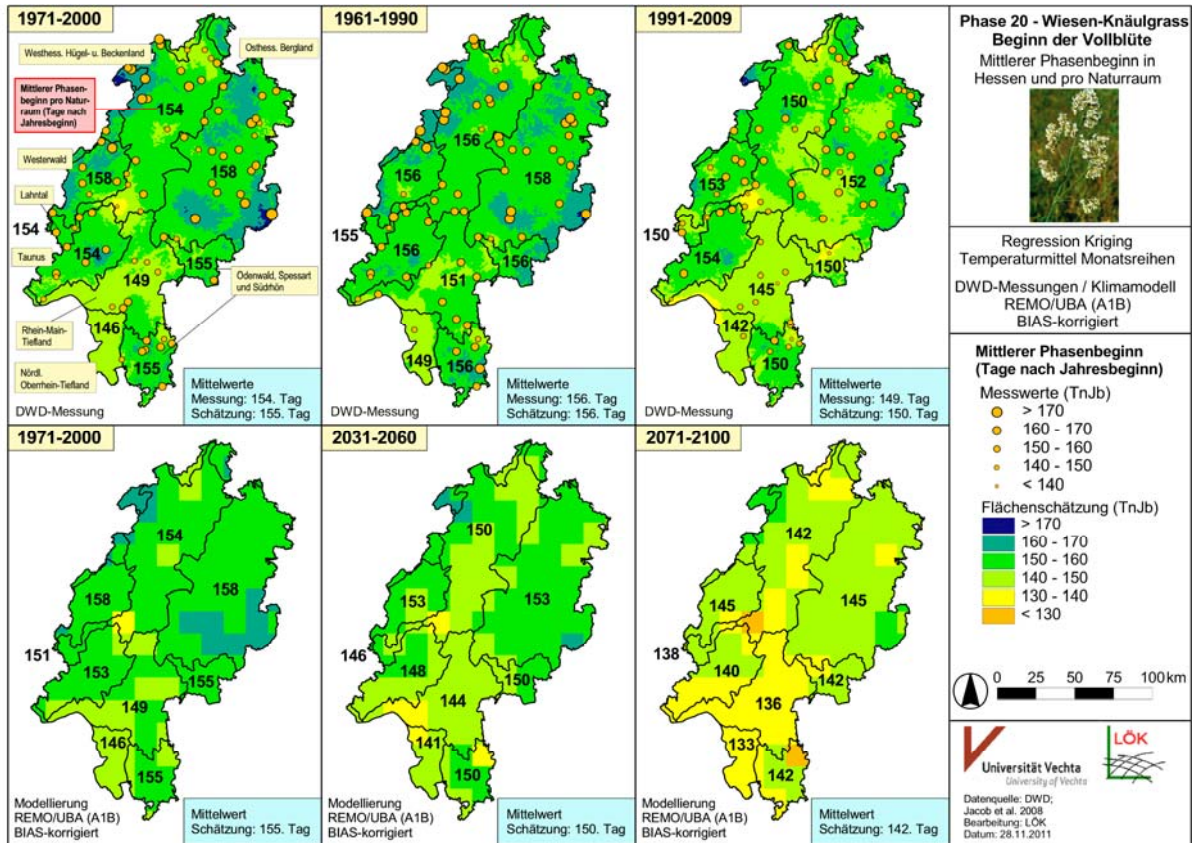 1971-2000
Westhess. Hügel- u. Beckenland
Osthess. Bergland
Mittlerer Phasen-
beginn pro Natur-
raum (Tage nach
Jahresbeginn)
154
Westerwald
158
158
Lahntal
154
154
Taunus
155
149
Odenwald, Spessart
und Südrhön
Rhein-Main-
Tiefland
146
155
Nördl.
Oberrhein-Tiefland
DWD-Messung
Mittelwerte
Messung: 154. Tag
Schätzung: 155. Tag
1961-1990
156
156
158
155
156
156
151
149
156
DWD-Messung
Mittelwerte
Messung: 156. Tag
Schätzung: 156. Tag
1991-2009
150
153
152
150
154
150
145
142
150
DWD-Messung
Mittelwerte
Messung: 149. Tag
Schätzung: 150. Tag
1971-2000
154
158
158
151
153
155
149
146
155
Modellierung
REMO/UBA (A1B)
BIAS-korrigiert
Mittelwert
Schätzung: 155. Tag
2031-2060
150
153
153
146
148
150
144
141
150
Modellierung
REMO/UBA (A1B)
BIAS-korrigiert
Mittelwert
Schätzung: 150. Tag
2071-2100
142
145
145
138
140
142
136
133
142
Modellierung
REMO/UBA (A1B)
BIAS-korrigiert
Mittelwert
Schätzung: 142. Tag
Phase 20 - Wiesen-Knäulgrass
Beginn der Vollblüte
Mittlerer Phasenbeginn in
Hessen und pro Naturraum
Regression Kriging
Temperaturmittel Monatsreihen
DWD-Messungen / Klimamodell
REMO/UBA (A1B)
BIAS-korrigiert
Mittlerer Phasenbeginn
(Tage nach Jahresbeginn)
Messwerte (TnJb)
> 170
160 - 170
150 - 160
140 - 150
< 140
Flächenschätzung (TnJb)
> 170
160 - 170
150 - 160
140 - 150
130 - 140
< 130
0 25 50 75 100 km
Universität Vechta
University of Vechta
LÖK
Datenquelle: DWD;
Jacob et al. 2008
Bearbeitung: LÖK
Datum: 28.11.2011